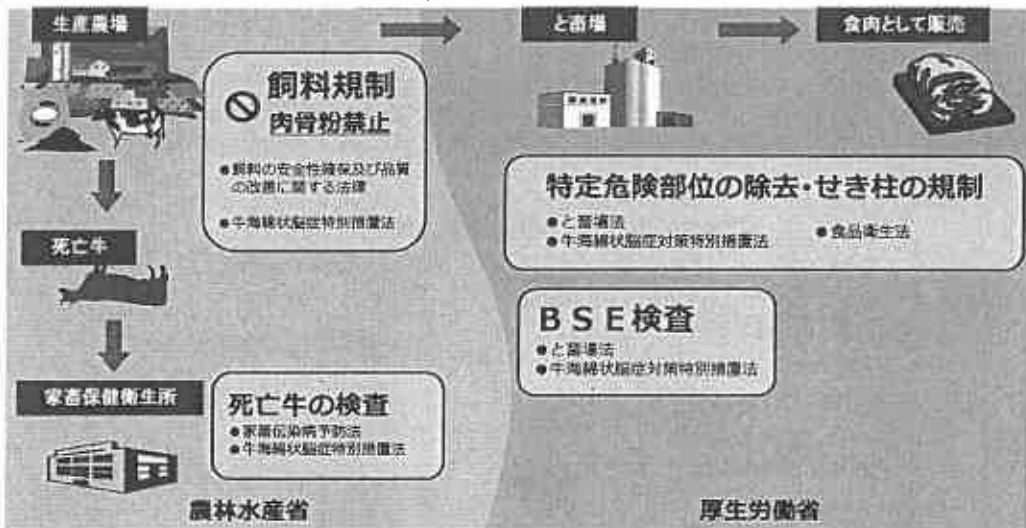 生産農場
と畜場
食肉として販売
飼料規制
肉骨粉禁止
●飼料の安全性確保及び品質
の改善に関する法律
●牛海綿状脳症特別措置法
特定危険部位の除去・せき柱の規制
●と畜場法
●牛海綿状脳症対策特別措置法
●食品衛生法
死亡牛
BSE検査
●と畜場法
●牛海綿状脳症対策特別措置法
家畜保健衛生所
死亡牛の検査
●家畜伝染病予防法
●牛海綿状脳症特別措置法
農林水産省
厚生労働省